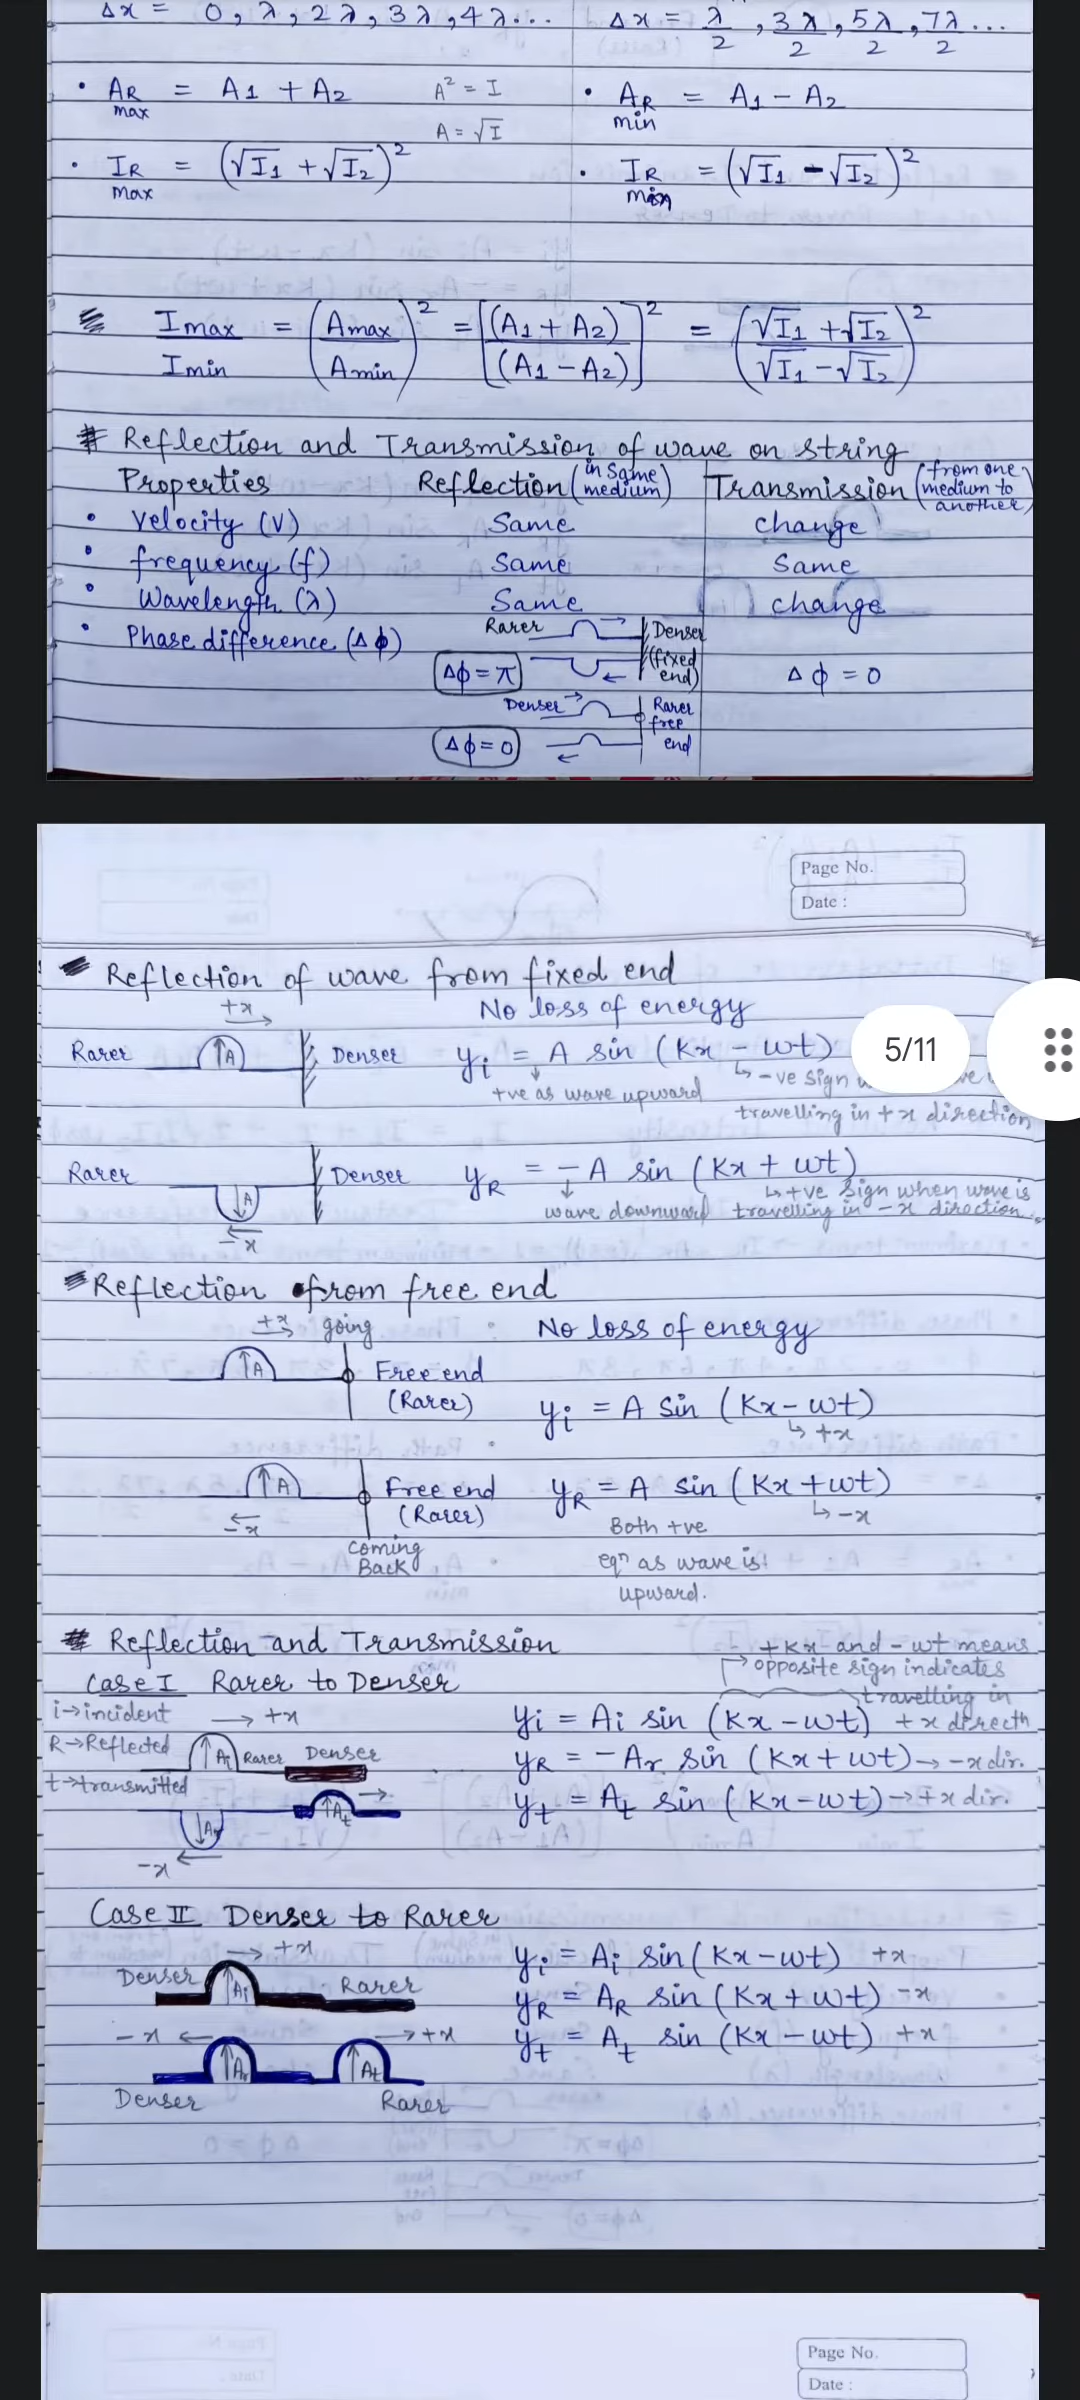 Δx = 0, λ, 2λ, 3λ, 4λ... Δx = λ/2, 3λ/2, 5λ/2, 7λ/2 ...
• AR max = A1 + A2 A² = I • AR min = A1 − A2
A = √I
• IR max = (√I1 + √I2)² • IR min = (√I1 − √I2)²
Imax/Imin = (Amax/Amin)² = [(A1 + A2)/(A1 − A2)]² = (√I1 + √I2/√I1 − √I2)²
# Reflection and Transmission of wave on string
Properties Reflection (in same medium) Transmission (from one medium to another)
• Velocity (V) Same change
• frequency (f) Same Same
• Wavelength (λ) Same change
• Phase difference (Δϕ) Rarer Denser
Δϕ = π (fixed end) Δϕ = 0
Denser Rarer
free
Δϕ = 0 end
Page No.
Date :
Reflection of wave from fixed end
+x No loss of energy
Rarer A Denser yi = A sin (Kx − ωt) 5/11
+ve as wave upward -ve sign
travelling in +x direction
Rarer A Denser yR = −A sin (Kx + ωt)
+ve sign when wave is
wave downward travelling in −x direction.
−x
Reflection from free end
+x going No loss of energy
A Free end
(Rarer) yi = A Sin (Kx − ωt)
+x
A Free end yR = A sin (Kx + ωt)
(Rarer) −x
−x Both +ve
Coming Back eqn as wave is
upward.
# Reflection and Transmission +Kx and −ωt means
Case I Rarer to Denser opposite sign indicates
i→incident → +x travelling in
yi = Ai sin (Kx − ωt) +x directn
R→Reflected Ai Rarer Denser yR = −Ar sin (Kx + ωt) → −x dir.
t→transmitted yt = At sin (Kx − ωt) → +x dir.
Ar At
−x
Case II Denser to Rarer
→ +x yi = Ai sin (Kx − ωt) +x
Denser Ai Rarer yR = AR sin (Kx + ωt) −x
−x ← → +x yt = At sin (Kx − ωt) +x
Ar At
Denser Rarer
Page No.
Date :